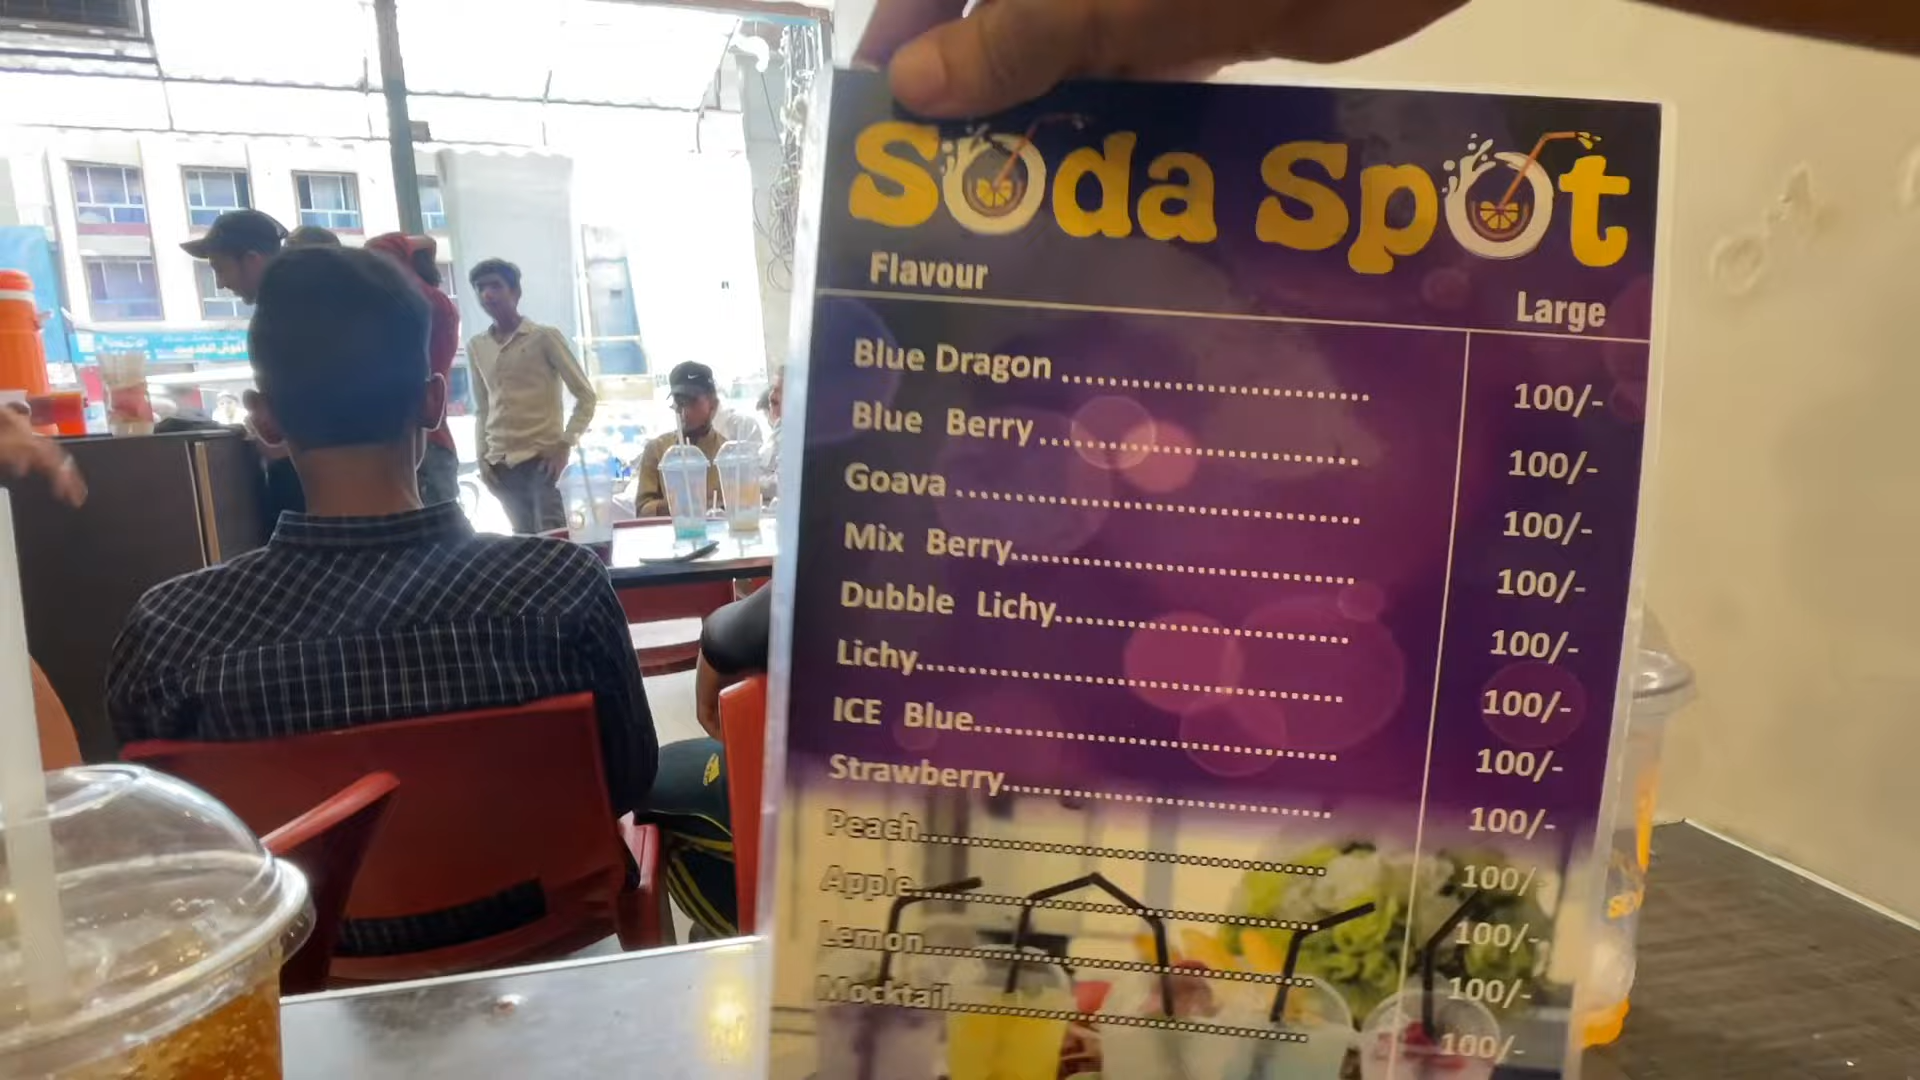 Soda Spot
Flavour Large
Blue Dragon ........................... 100/-
Blue Berry ........................... 100/-
Goava ........................... 100/-
Mix Berry ........................... 100/-
Dubble Lichy ........................... 100/-
Lichy ........................... 100/-
ICE Blue ........................... 100/-
Strawberry ........................... 100/-
Peach ........................... 100/-
Apple ........................... 100/-
Lemon ........................... 100/-
Mocktail ........................... 100/-